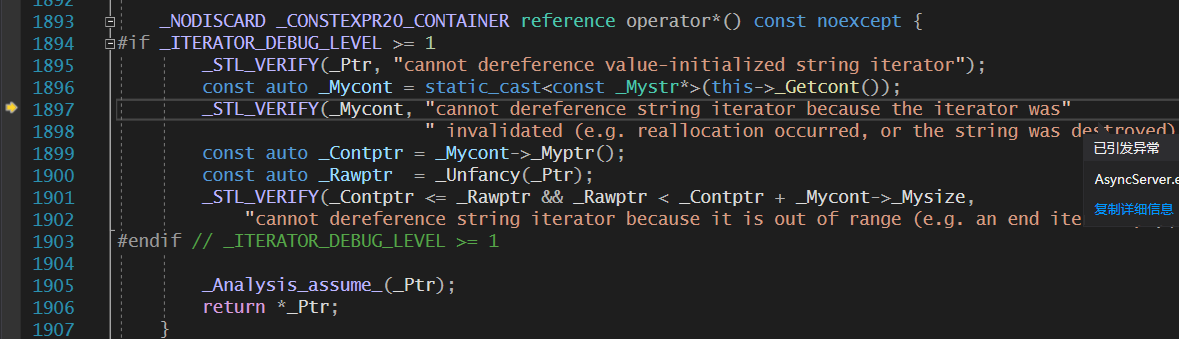 1892
1893 _NODISCARD _CONSTEXPR20_CONTAINER reference operator*() const noexcept {
1894 #if _ITERATOR_DEBUG_LEVEL >= 1
1895 _STL_VERIFY(_Ptr, "cannot dereference value-initialized string iterator");
1896 const auto _Mycont = static_cast<const _Mystr*>(this->_Getcont());
1897 _STL_VERIFY(_Mycont, "cannot dereference string iterator because the iterator was"
1898 " invalidated (e.g. reallocation occurred, or the string was destroyed)
已引发异常
1899 const auto _Contptr = _Mycont->_Myptr();
1900 const auto _Rawptr = _Unfancy(_Ptr);
AsyncServer.e
1901 _STL_VERIFY(_Contptr <= _Rawptr && _Rawptr < _Contptr + _Mycont->_Mysize,
复制详细信息
1902 "cannot dereference string iterator because it is out of range (e.g. an end ite
1903 #endif // _ITERATOR_DEBUG_LEVEL >= 1
1904
1905 _Analysis_assume_(_Ptr);
1906 return *_Ptr;
1907 }